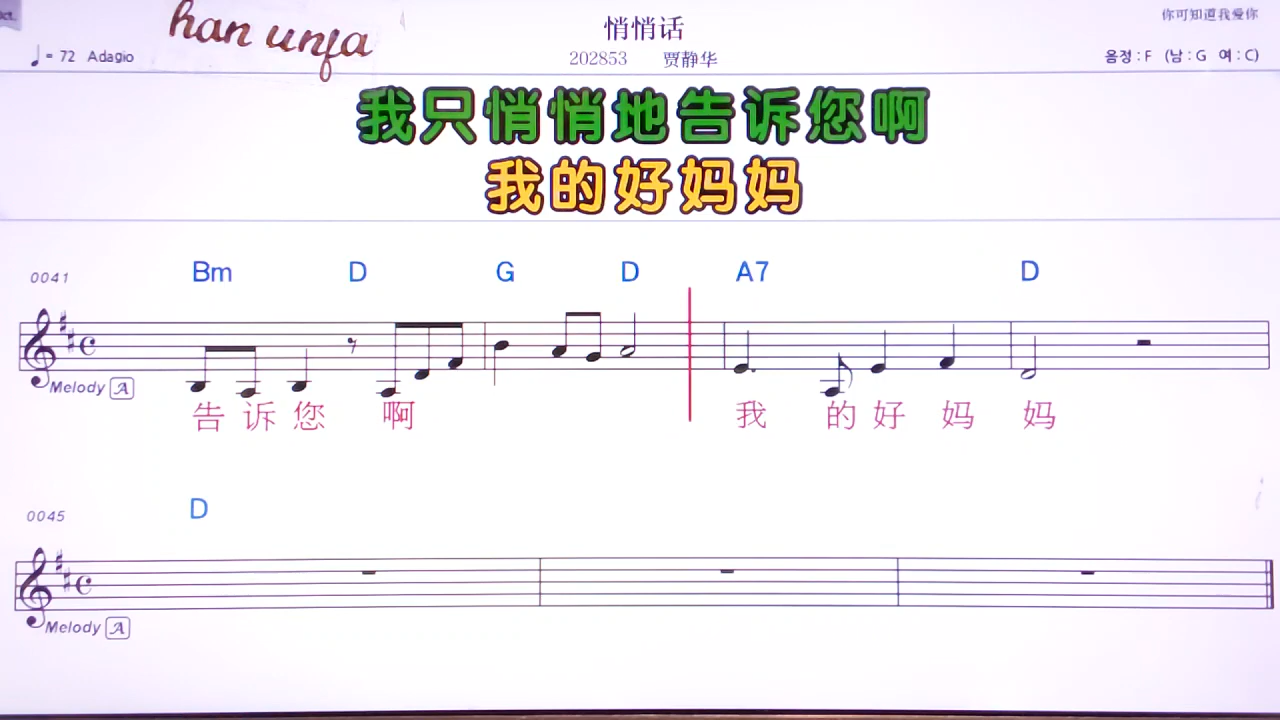 han unja
悄悄话
你可知道我爱你
♩= 72 Adagio
202853 贾静华
음정 : F (남 : G 여 : C)
我只悄悄地告诉您啊
我的好妈妈
0041 Bm D G D A7 D
Melody A
告 诉 您 啊 我 的 好 妈 妈
0045 D
Melody A